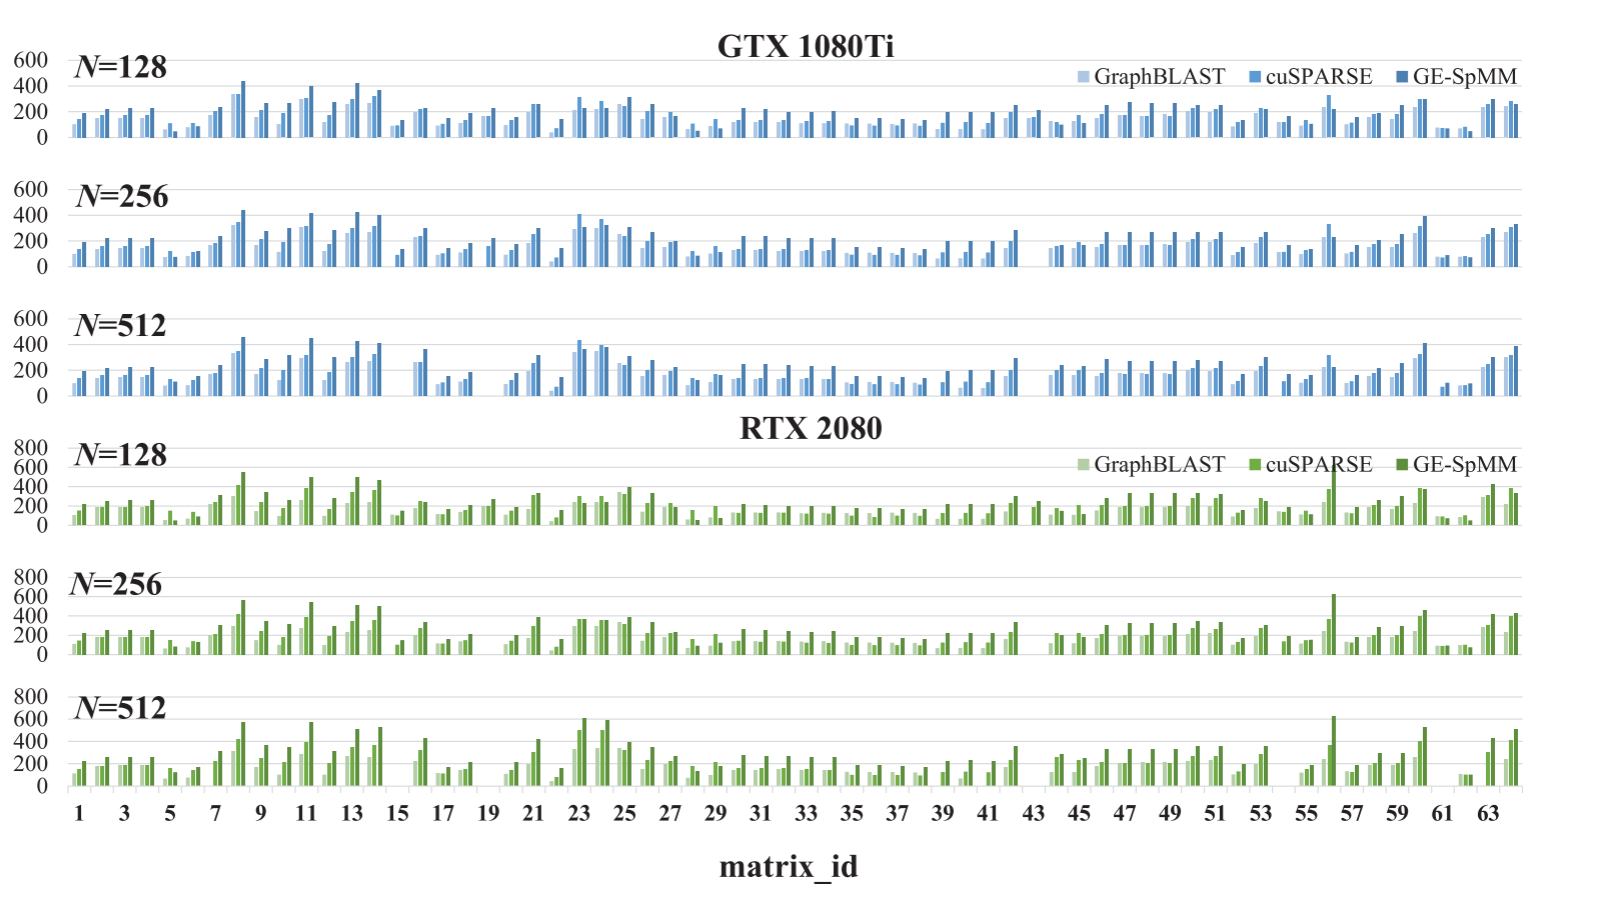 GTX 1080Ti
600
N=128
GraphBLAST cuSPARSE GE-SpMM
400
200
0
600
N=256
400
200
0
600
N=512
400
200
0
RTX 2080
800
N=128
GraphBLAST cuSPARSE GE-SpMM
600
400
200
0
800
N=256
600
400
200
0
800
N=512
600
400
200
0
1 3 5 7 9 11 13 15 17 19 21 23 25 27 29 31 33 35 37 39 41 43 45 47 49 51 53 55 57 59 61 63
matrix_id